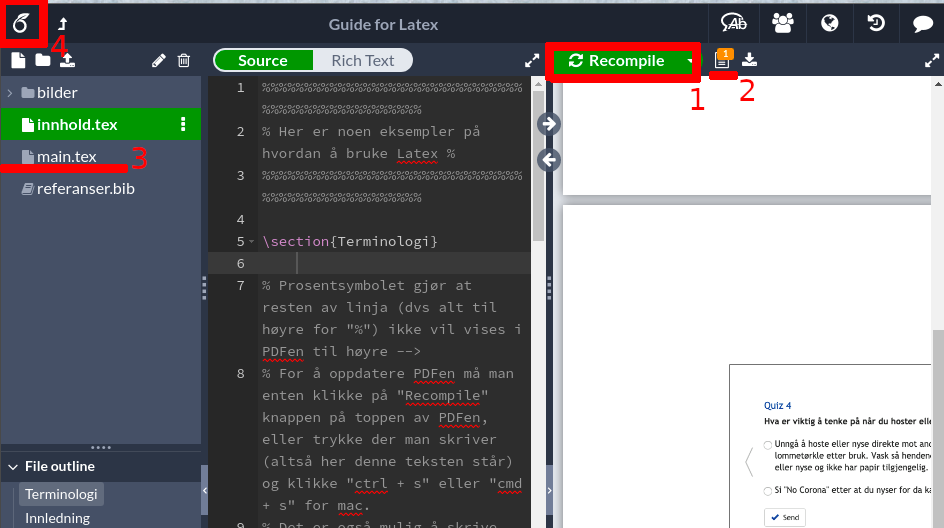 Guide for Latex
4
Source
Rich Text
Recompile
1
1
2
bilder
innhold.tex
main.tex
3
referanser.bib
File outline
Terminologi
Innledning
1 %%%%%%%%%%%%%%%%%%%%%%%%%%%%%%%
%%%%%%%%%%%%%%%%%%%
2 % Her er noen eksempler på
hvordan å bruke Latex %
3 %%%%%%%%%%%%%%%%%%%%%%%%%%%%%%%
%%%%%%%%%%%%%%%%%%%
4
5 \section{Terminologi}
6
7 % Prosentsymbolet gjør at
resten av linja (dvs alt til
høyre for "%") ikke vil vises i
PDFen til høyre -->
8 % For å oppdatere PDFen må man
enten klikke på "Recompile"
knappen på toppen av PDFen,
eller trykke der man skriver
(altså her denne teksten står)
og klikke "ctrl + s" eller "cmd
+ s" for mac.
9 % Det er også mulig å skrive
Quiz 4
Hva er viktig å tenke på når du hoster elle
Unngå å hoste eller nyse direkte mot and
lommetørkle etter bruk. Vask så hendene
eller nyse og ikke har papir tilgjengelig.
Si "No Corona" etter at du nyser for da ka
Send